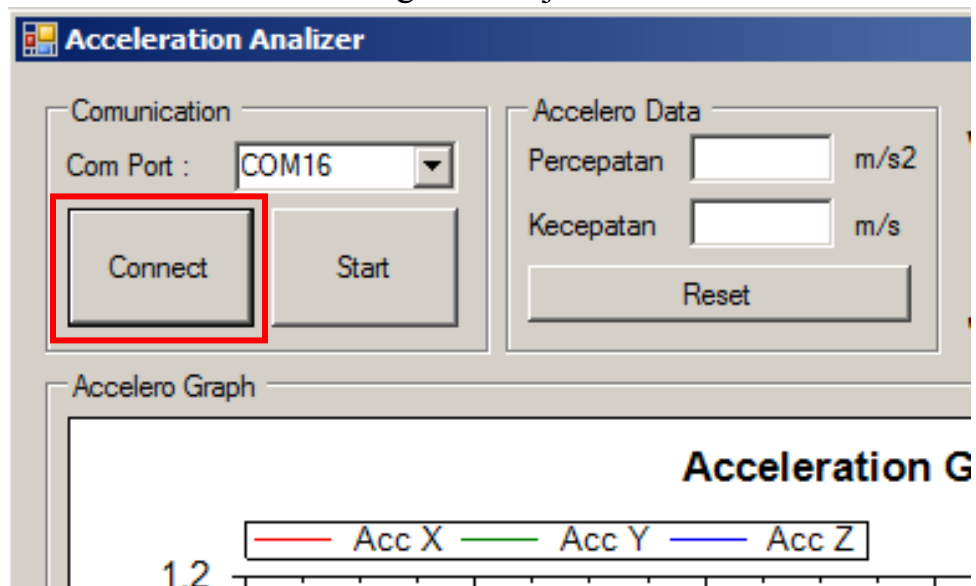 Acceleration Analizer
Comunication
Com Port :
COM16
Connect
Start
Accelero Data
Percepatan
m/s2
Kecepatan
m/s
Reset
Accelero Graph
Acceleration G
Acc X
Acc Y
Acc Z
1.2